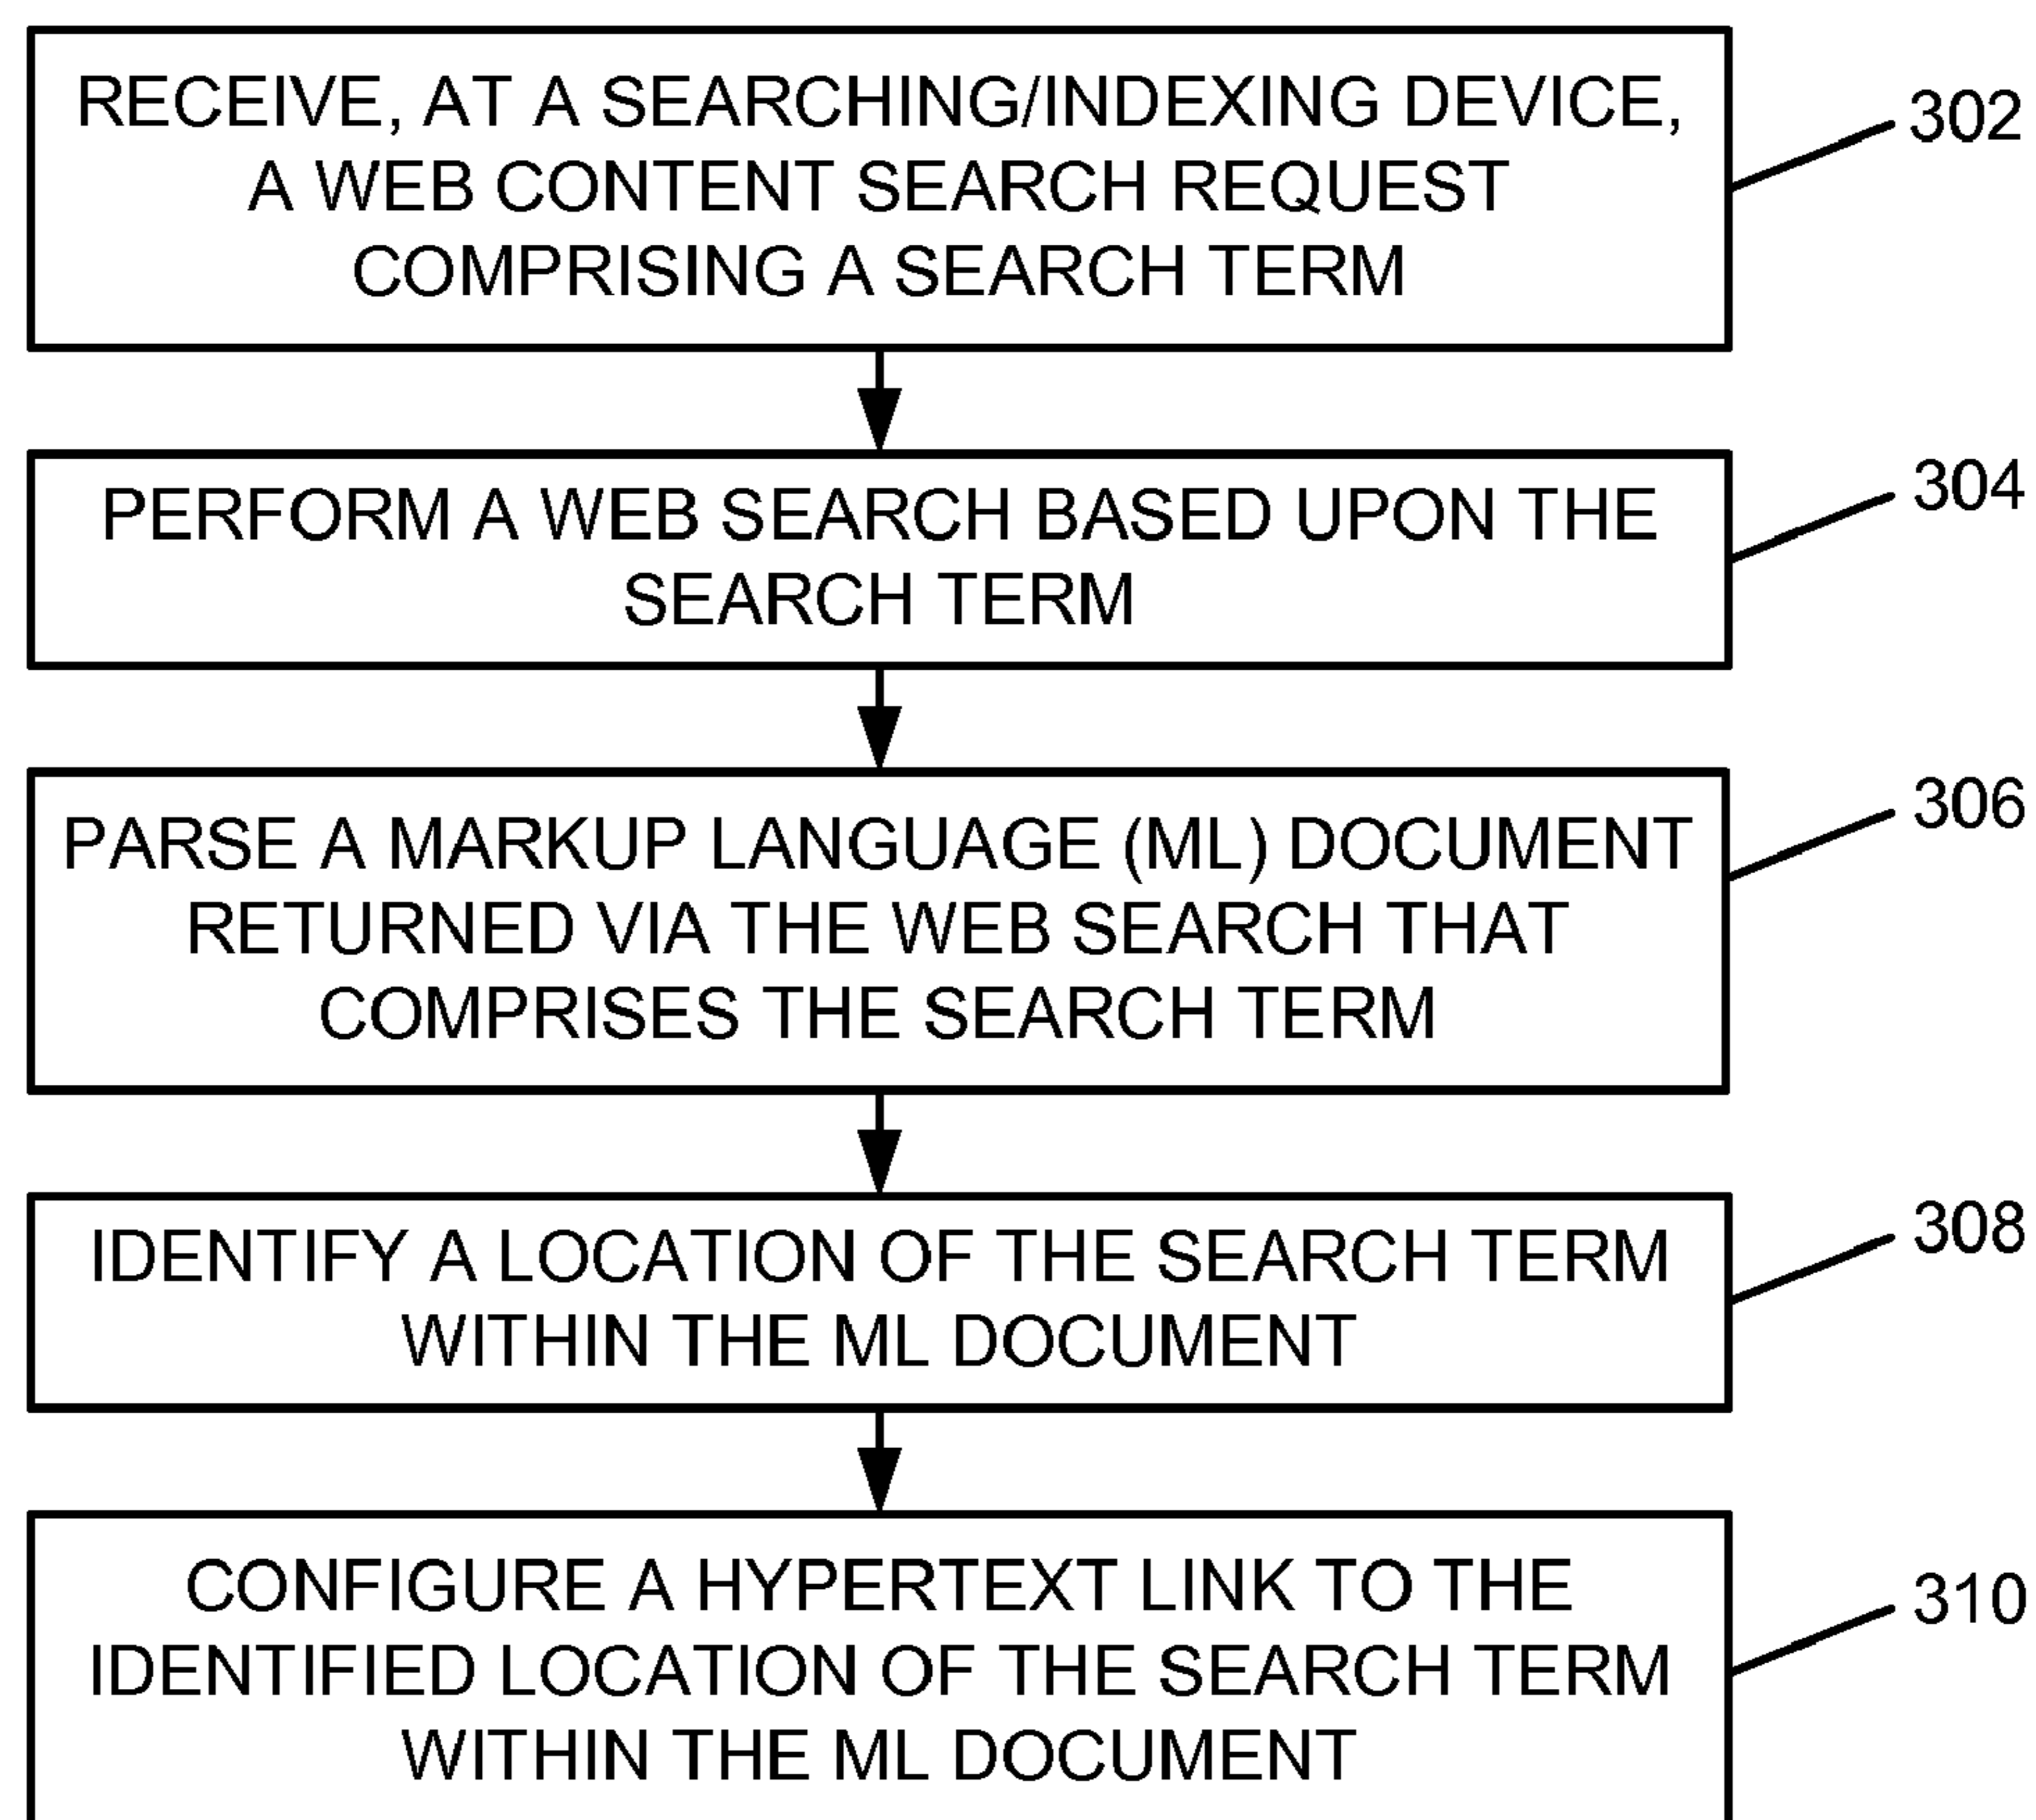 RECEIVE, AT A SEARCHING/INDEXING DEVICE,
A WEB CONTENT SEARCH REQUEST
COMPRISING A SEARCH TERM
302
PERFORM A WEB SEARCH BASED UPON THE
SEARCH TERM
304
PARSE A MARKUP LANGUAGE (ML) DOCUMENT
RETURNED VIA THE WEB SEARCH THAT
COMPRISES THE SEARCH TERM
306
IDENTIFY A LOCATION OF THE SEARCH TERM
WITHIN THE ML DOCUMENT
308
CONFIGURE A HYPERTEXT LINK TO THE
IDENTIFIED LOCATION OF THE SEARCH TERM
WITHIN THE ML DOCUMENT
310